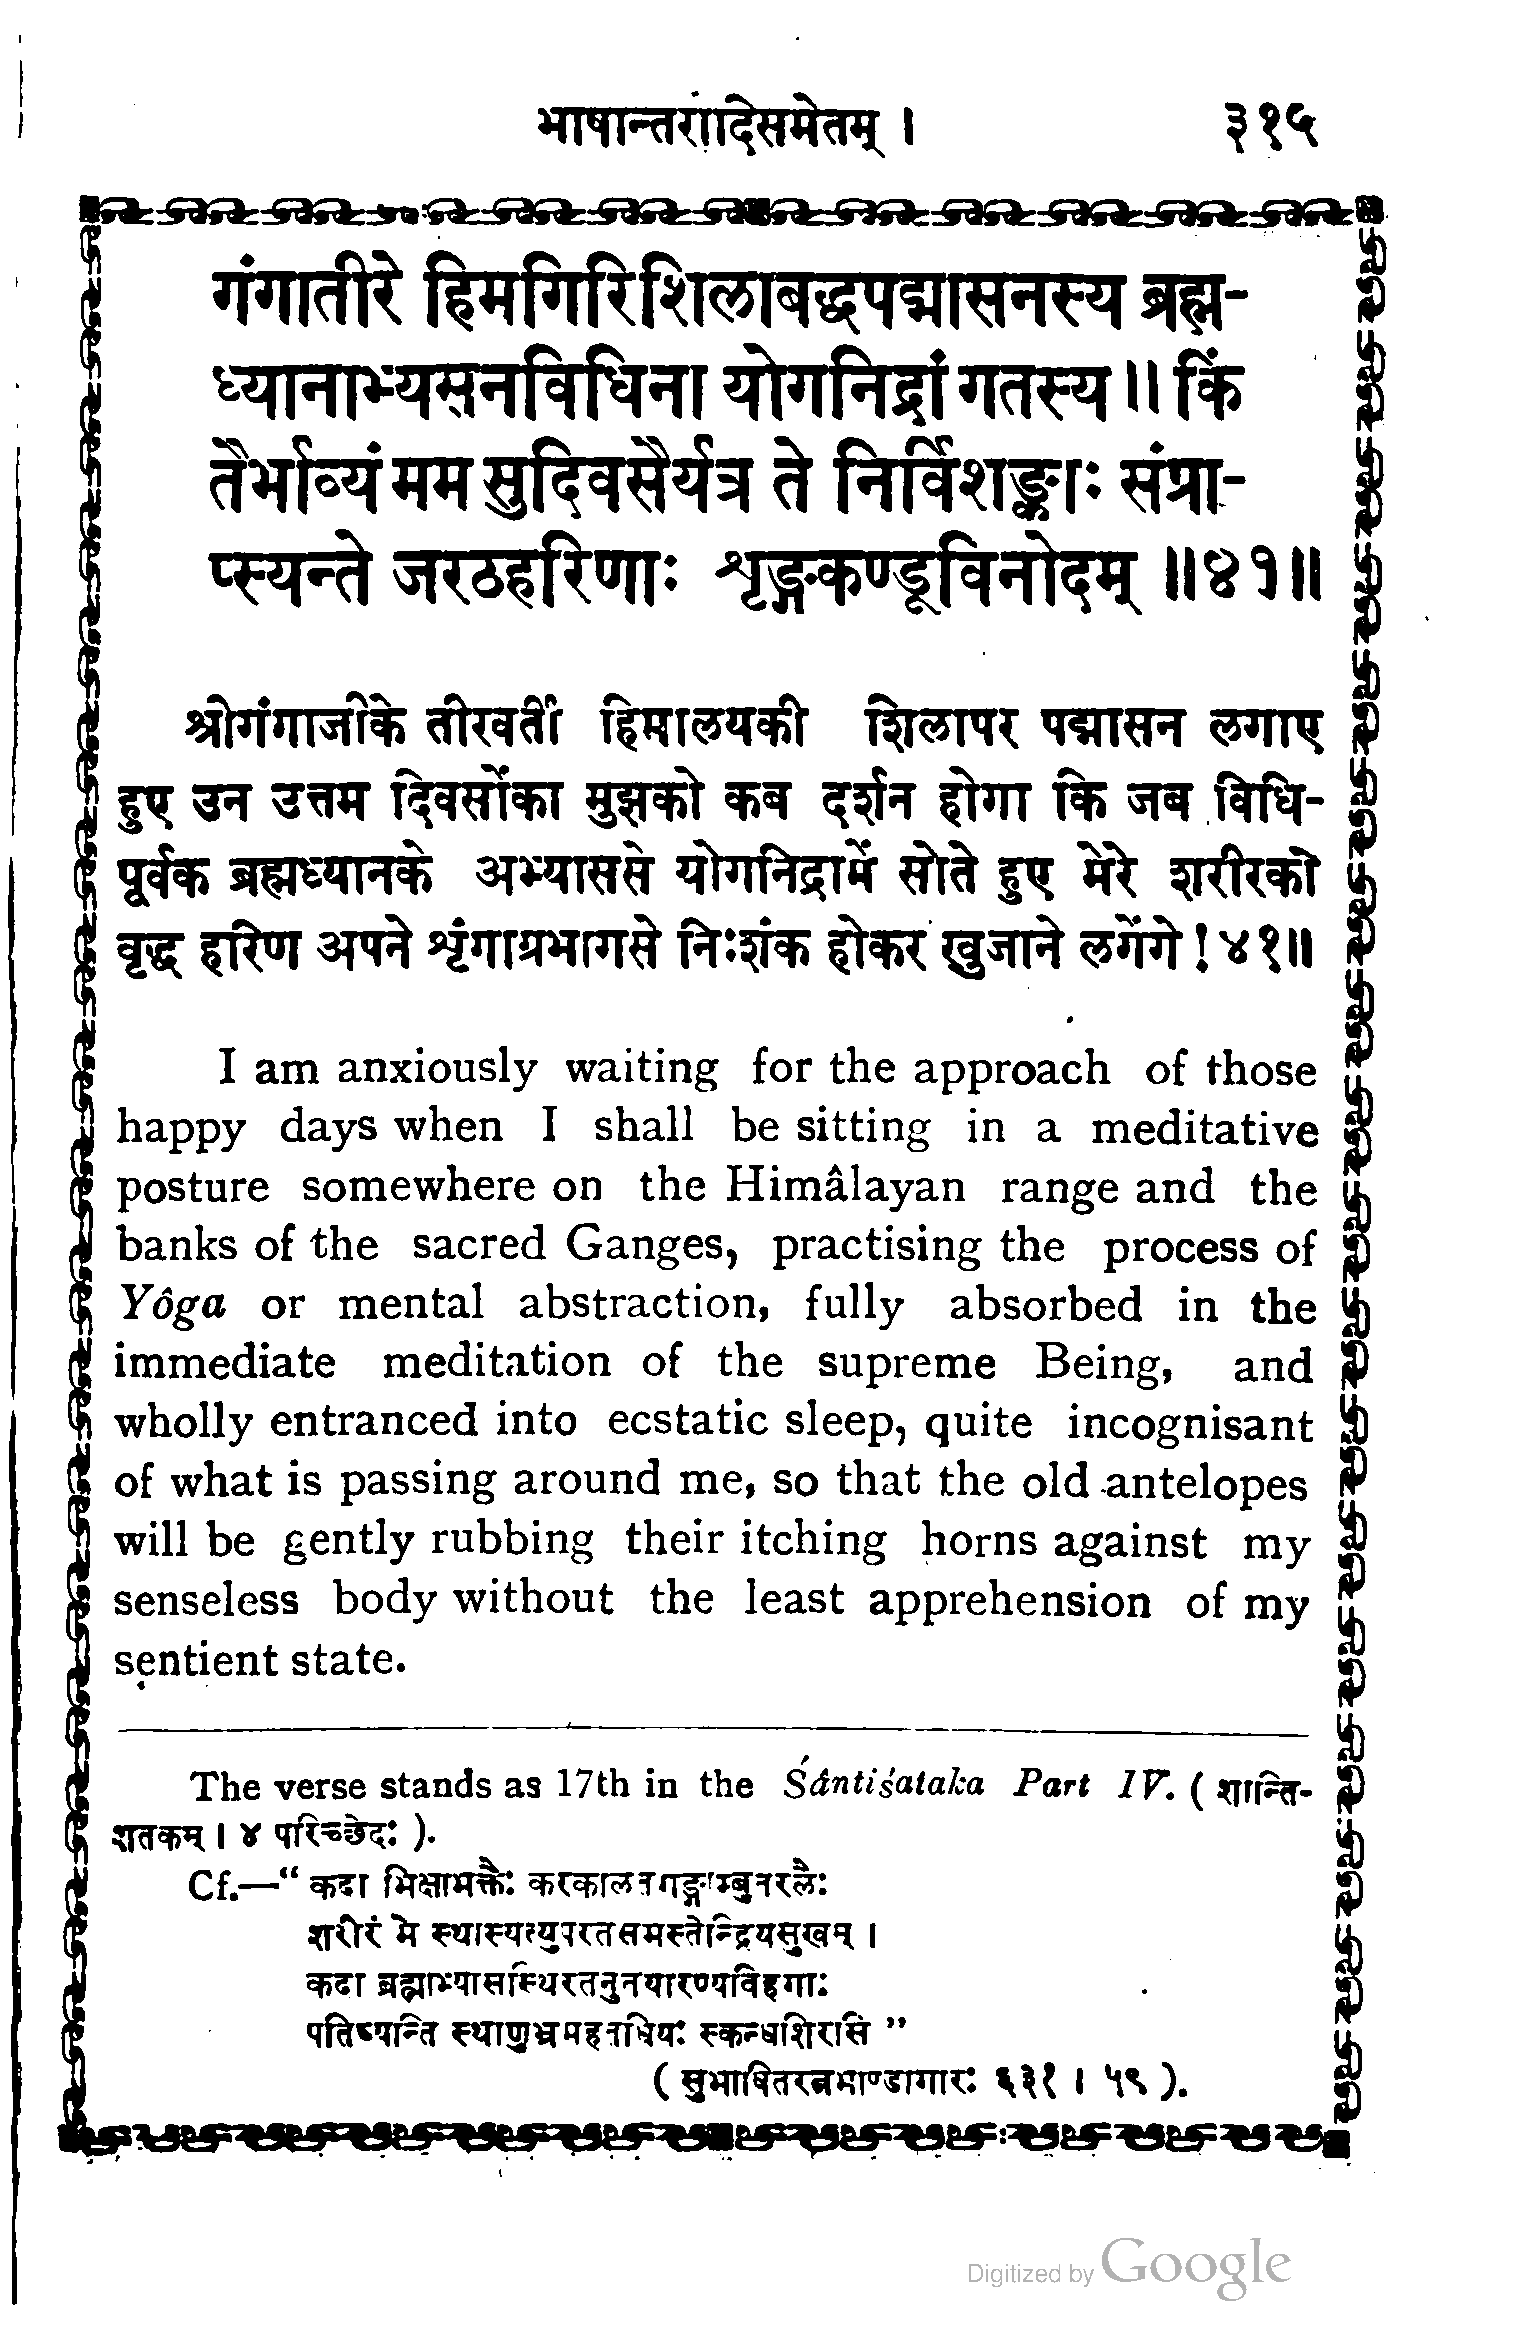 भाषान्तरादिसमेतम् । ३१५
गंगातीरे हिमगिरिशिलाबद्धपद्मासनस्य ब्रह्म-
ध्यानाभ्यसनविधिना योगनिद्रां गतस्य ॥ किं
तैर्भाव्यं मम सुदिवसैर्यत्र ते निर्विशङ्काः संप्रा-
प्स्यन्ते जरठहरिणाः शृङ्गकण्डूविनोदम् ॥४१॥
श्रीगंगाजीके तीरवर्ती हिमालयकी शिलापर पद्मासन लगाए
हुए उन उत्तम दिवसोंका मुझको कब दर्शन होगा कि जब विधि-
पूर्वक ब्रह्मध्यानके अभ्याससे योगनिद्रामें सोते हुए मेरे शरीरको
वृद्ध हरिण अपने शृंगाग्रभागसे निःशंक होकर खुजाने लगेंगे ! ४१॥
I am anxiously waiting for the approach of those
happy days when I shall be sitting in a meditative
posture somewhere on the Himâlayan range and the
banks of the sacred Ganges, practising the process of
Yôga or mental abstraction, fully absorbed in the
immediate meditation of the supreme Being, and
wholly entranced into ecstatic sleep, quite incognisant
of what is passing around me, so that the old antelopes
will be gently rubbing their itching horns against my
senseless body without the least apprehension of my
sentient state.
The verse stands as 17th in the Śântiśataka Part IV. ( शान्ति-
शतकम् । ४ परिच्छेदः ).
Cf.—“ कदा भिक्षाभक्तैः करकलितगङ्गाम्बुतरलैः
शरीरं मे स्थास्यत्युपरतसमस्तेन्द्रियसुखम् ।
कदा ब्रह्माभ्यासस्थिरतनुतयारण्यविहगाः
पतिष्यन्ति स्थाणुभ्रमहतधियः स्कन्धशिरसि ”
( सुभाषितरत्नभाण्डागारः ६३१ । ५९ ).
Digitized by Google